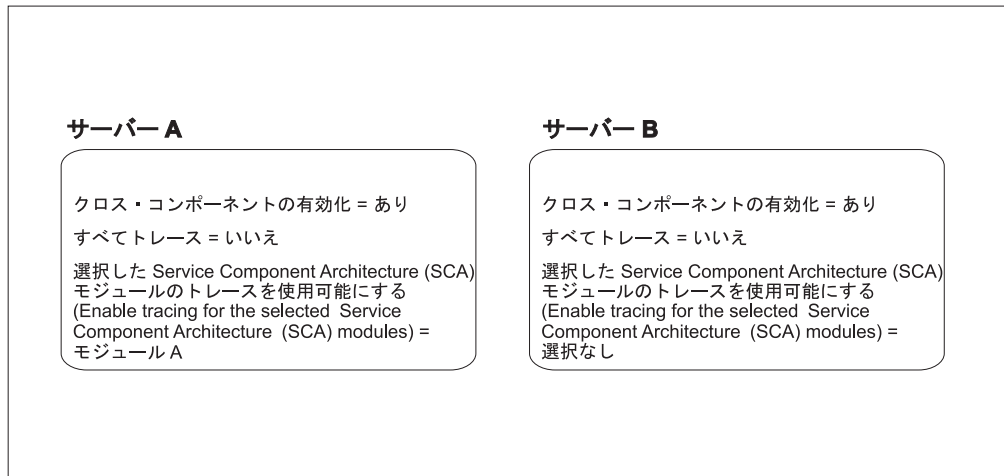 サーバー A
クロス・コンポーネントの有効化 = あり
すべてトレース = いいえ
選択した Service Component Architecture (SCA)
モジュールのトレースを使用可能にする
(Enable tracing for the selected Service
Component Architecture (SCA) modules) =
モジュール A
サーバー B
クロス・コンポーネントの有効化 = あり
すべてトレース = いいえ
選択した Service Component Architecture (SCA)
モジュールのトレースを使用可能にする
(Enable tracing for the selected Service
Component Architecture (SCA) modules) =
選択なし